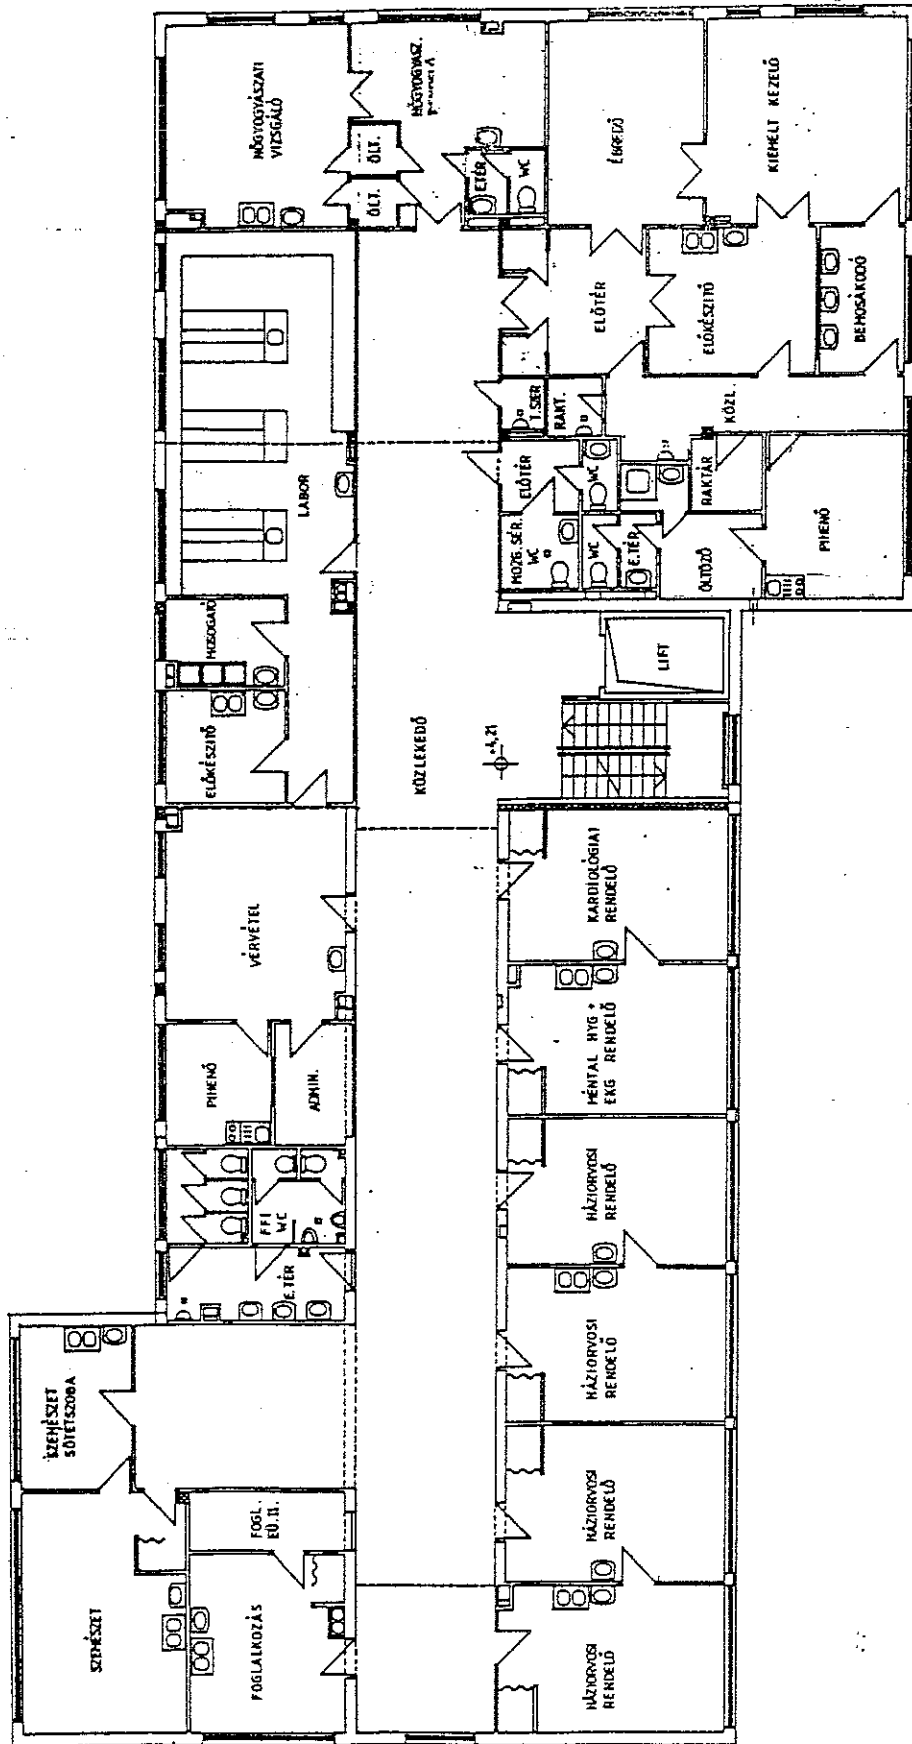 SZEMÉSZET
SZEMÉSZET
SÖTÉTSZOBA
FOGLALKOZÁS
FOGL.
EÜ. II.
E.TÉR
FFI
WC
PIHENŐ
ADMIN.
VÉRVÉTEL
ELŐKÉSZÍTŐ
MOSOGATÓ
LABOR
NŐGYÓGYÁSZATI
VIZSGÁLÓ
ÖLT.
ÖLT.
NŐGYÓGYÁSZ.
KÖZLEKEDŐ
+4,21
HÁZIORVOSI
RENDELŐ
HÁZIORVOSI
RENDELŐ
HÁZIORVOSI
RENDELŐ
HÁZIORVOSI
RENDELŐ
MENTÁL HYG +
EKG RENDELŐ
KARDIOLÓGIAI
RENDELŐ
LIFT
MOZG. SÉR.
WC
ELŐTÉR
WC
WC
E.TÉR
ÖLTÖZŐ
RAKTÁR
PIHENŐ
T.SZER
RAKT.
KÖZL.
ELŐTÉR
ELŐKÉSZÍTŐ
BEMOSAKODÓ
E.TÉR
WC
ÉBREDŐ
KIEMELT KEZELŐ